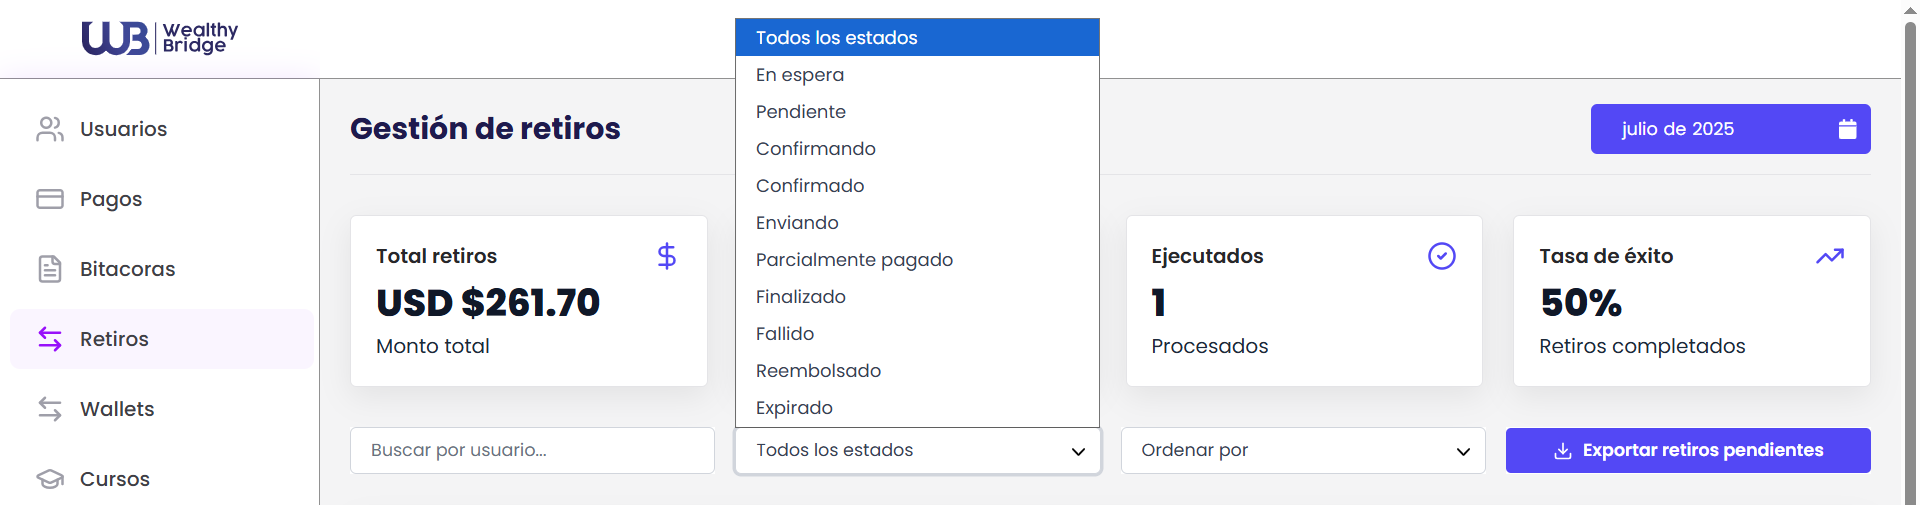 WB Wealthy
Bridge
Usuarios
Pagos
Bitacoras
Retiros
Wallets
Cursos
Gestión de retiros
julio de 2025
Total retiros
USD $261.70
Monto total
Todos los estados
En espera
Pendiente
Confirmando
Confirmado
Enviando
Parcialmente pagado
Finalizado
Fallido
Reembolsado
Expirado
Ejecutados
1
Procesados
Tasa de éxito
50%
Retiros completados
Buscar por usuario...
Todos los estados
Ordenar por
Exportar retiros pendientes